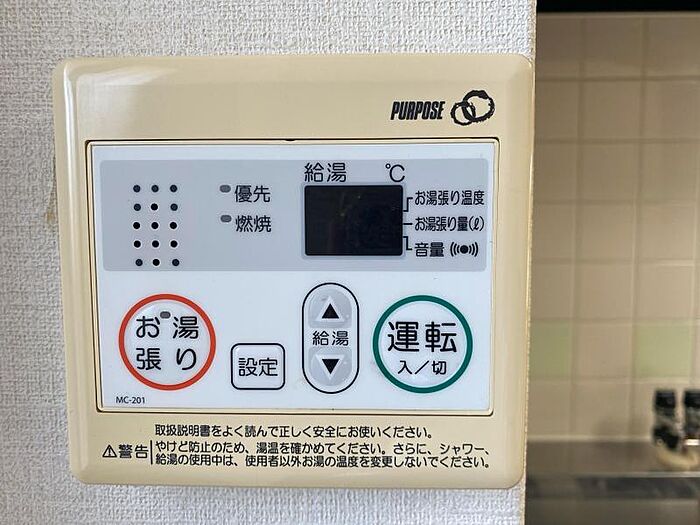 PURPOSE
給湯 ℃
優先
燃焼
お湯張り温度
お湯張り量(ℓ)
音量
お湯
張り
設定
給湯
運転
入／切
MC-201
取扱説明書をよく読んで正しく安全にお使いください。
⚠警告
やけど防止のため、湯温を確かめてください。さらに、シャワー、
給湯の使用中は、使用者以外お湯の温度を変更しないでください。